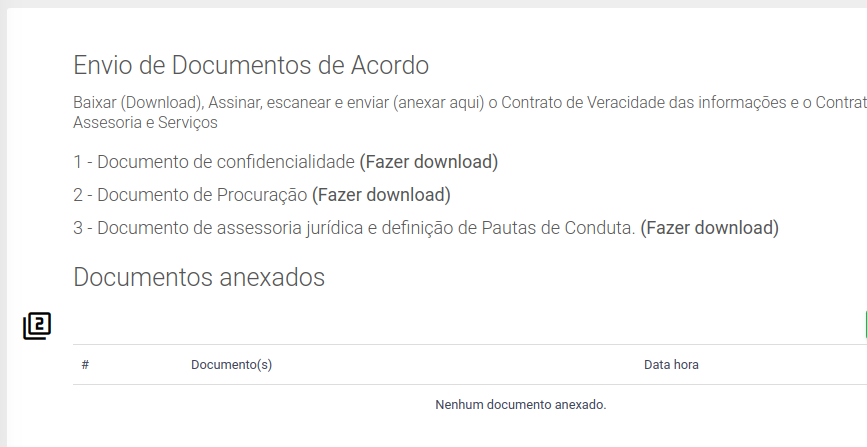 Envio de Documentos de Acordo
Baixar (Download), Assinar, escanear e enviar (anexar aqui) o Contrato de Veracidade das informações e o Contrat
Assesoria e Serviços
1 - Documento de confidencialidade (Fazer download)
2 - Documento de Procuração (Fazer download)
3 - Documento de assessoria jurídica e definição de Pautas de Conduta. (Fazer download)
Documentos anexados
2
# Documento(s) Data hora
Nenhum documento anexado.